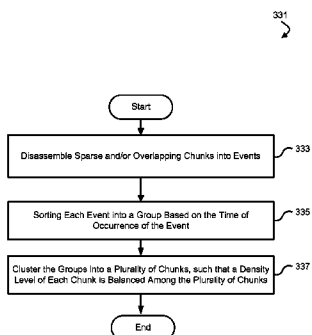 331
Start
Disassemble Sparse and/or Overlapping Chunks into Events
333
Sorting Each Event into a Group Based on the Time of
Occurrence of the Event
335
Cluster the Groups into a Plurality of Chunks, such that a Density
Level of Each Chunk is Balanced Among the Plurality of Chunks
337
End